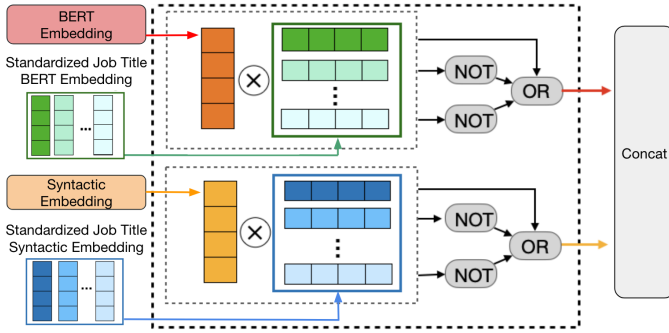 BERT
Embedding
Standardized Job Title
BERT Embedding
...
Syntactic
Embedding
Standardized Job Title
Syntactic Embedding
...
NOT
NOT
OR
NOT
NOT
OR
Concat